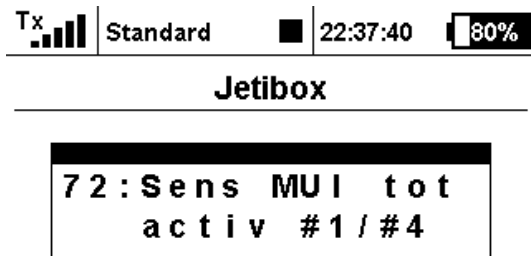 Tx Standard 22:37:40 80%
Jetibox
72:Sens MUI tot
activ #1/#4